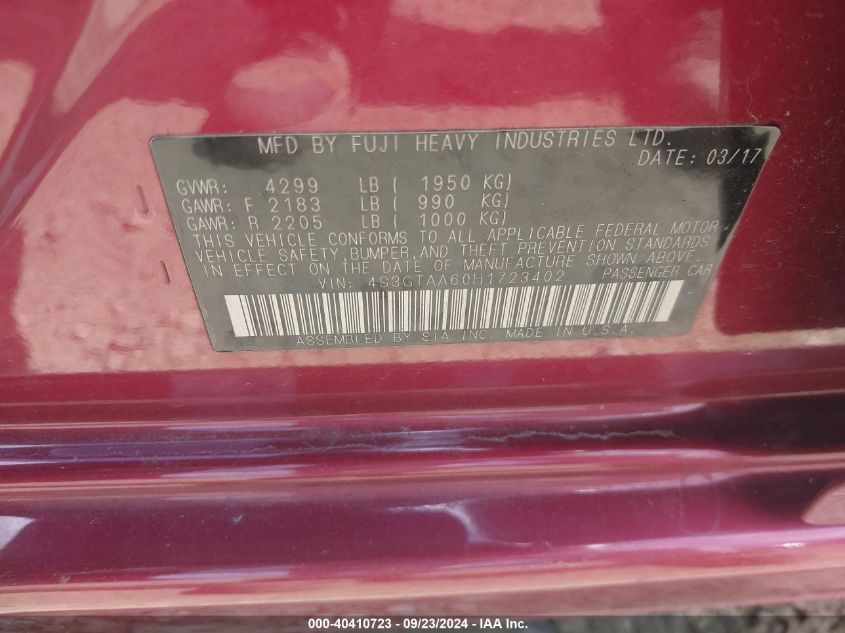 MFD BY FUJI HEAVY INDUSTRIES LTD.
DATE: 03/17
GVWR: 4299 LB ( 1950 KG)
GAWR: F 2183 LB ( 990 KG)
GAWR: R 2205 LB ( 1000 KG)
THIS VEHICLE CONFORMS TO ALL APPLICABLE FEDERAL MOTOR
VEHICLE SAFETY, BUMPER, AND THEFT PREVENTION STANDARDS
IN EFFECT ON THE DATE OF MANUFACTURE SHOWN ABOVE.
VIN: 4S3GTAA60H1723402 PASSENGER CAR
ASSEMBLED BY SIA INC. MADE IN U.S.A.
000-40410723 - 09/23/2024 - IAA Inc.